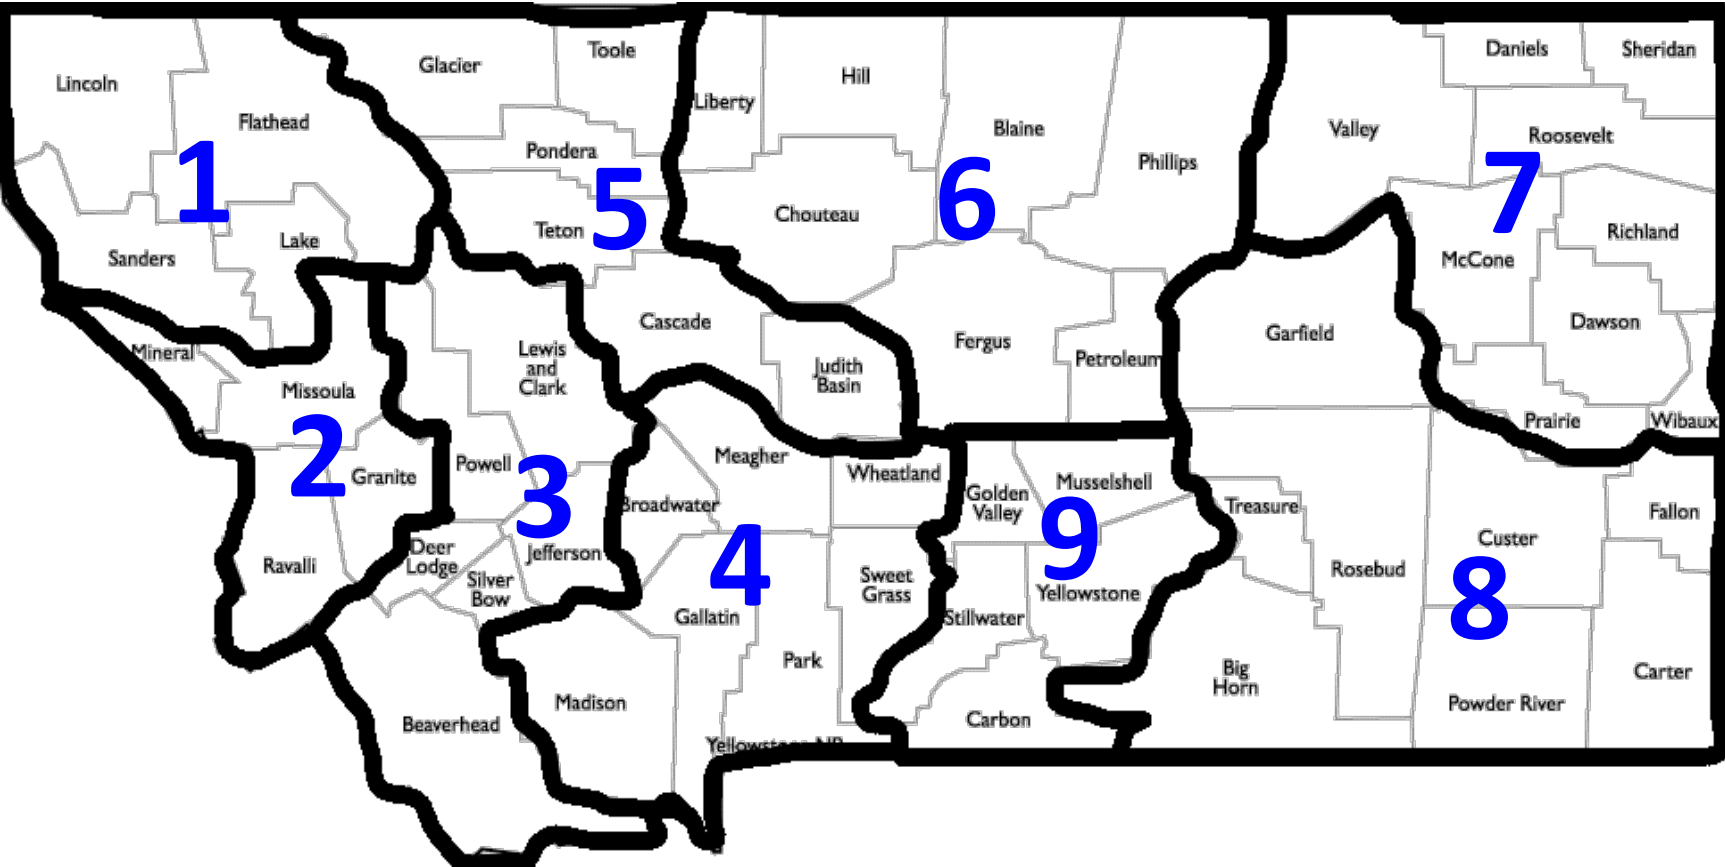 Lincoln
Flathead
Glacier
Toole
Liberty
Hill
Blaine
Phillips
Valley
Daniels
Sheridan
Roosevelt
1
Pondera
5
6
7
Sanders
Lake
Teton
Chouteau
McCone
Richland
Mineral
Missoula
2
Granite
Ravalli
Lewis
and
Clark
Powell
3
Deer
Lodge
Silver
Bow
Jefferson
Beaverhead
Cascade
Judith
Basin
Fergus
Petroleum
Garfield
Dawson
Prairie
Wibaux
Meagher
Broadwater
4
Gallatin
Park
Madison
Yellowstone NP
Wheatland
Sweet
Grass
Golden
Valley
Musselshell
9
Stillwater
Yellowstone
Carbon
Treasure
Rosebud
Big
Horn
Custer
8
Fallon
Powder River
Carter